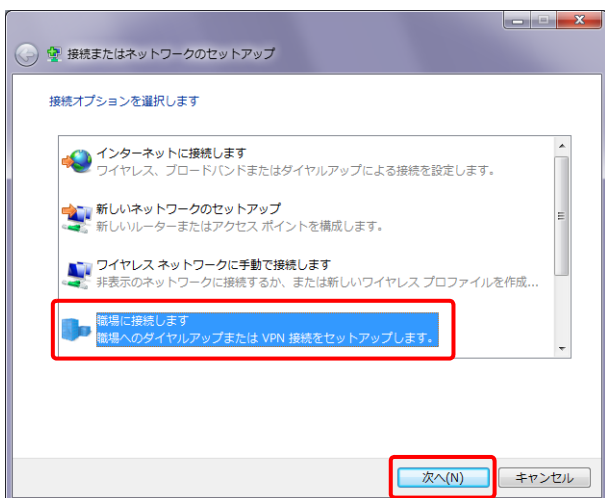 接続またはネットワークのセットアップ
接続オプションを選択します
インターネットに接続します
ワイヤレス、ブロードバンドまたはダイヤルアップによる接続を設定します。
新しいネットワークのセットアップ
新しいルーターまたはアクセス ポイントを構成します。
ワイヤレス ネットワークに手動で接続します
非表示のネットワークに接続するか、または新しいワイヤレス プロファイルを作成...
職場に接続します
職場へのダイヤルアップまたは VPN 接続をセットアップします。
次へ(N)
キャンセル